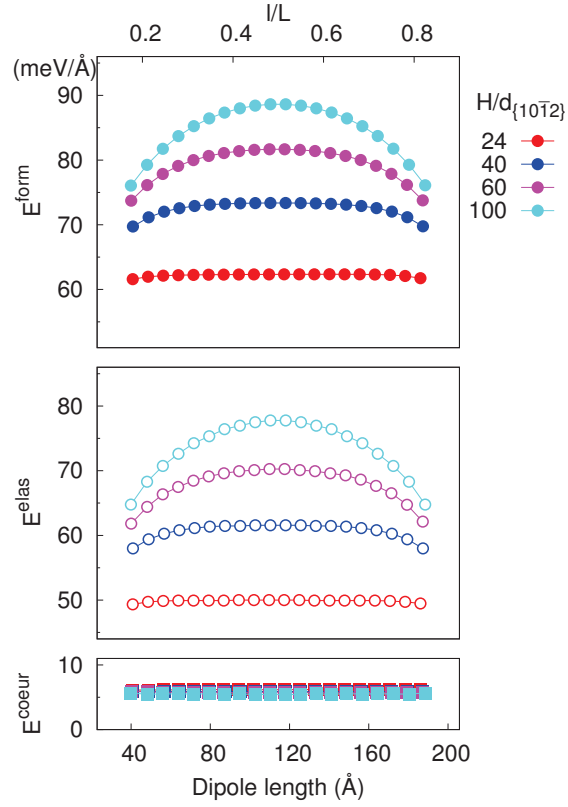 l/L
0.2 0.4 0.6 0.8
(meV/Å)
90
80
70
60
E^form
H/d_{10\bar{1}2}
24
40
60
100
80
70
60
50
E^elas
10
0
E^coeur
40 80 120 160 200
Dipole length (Å)